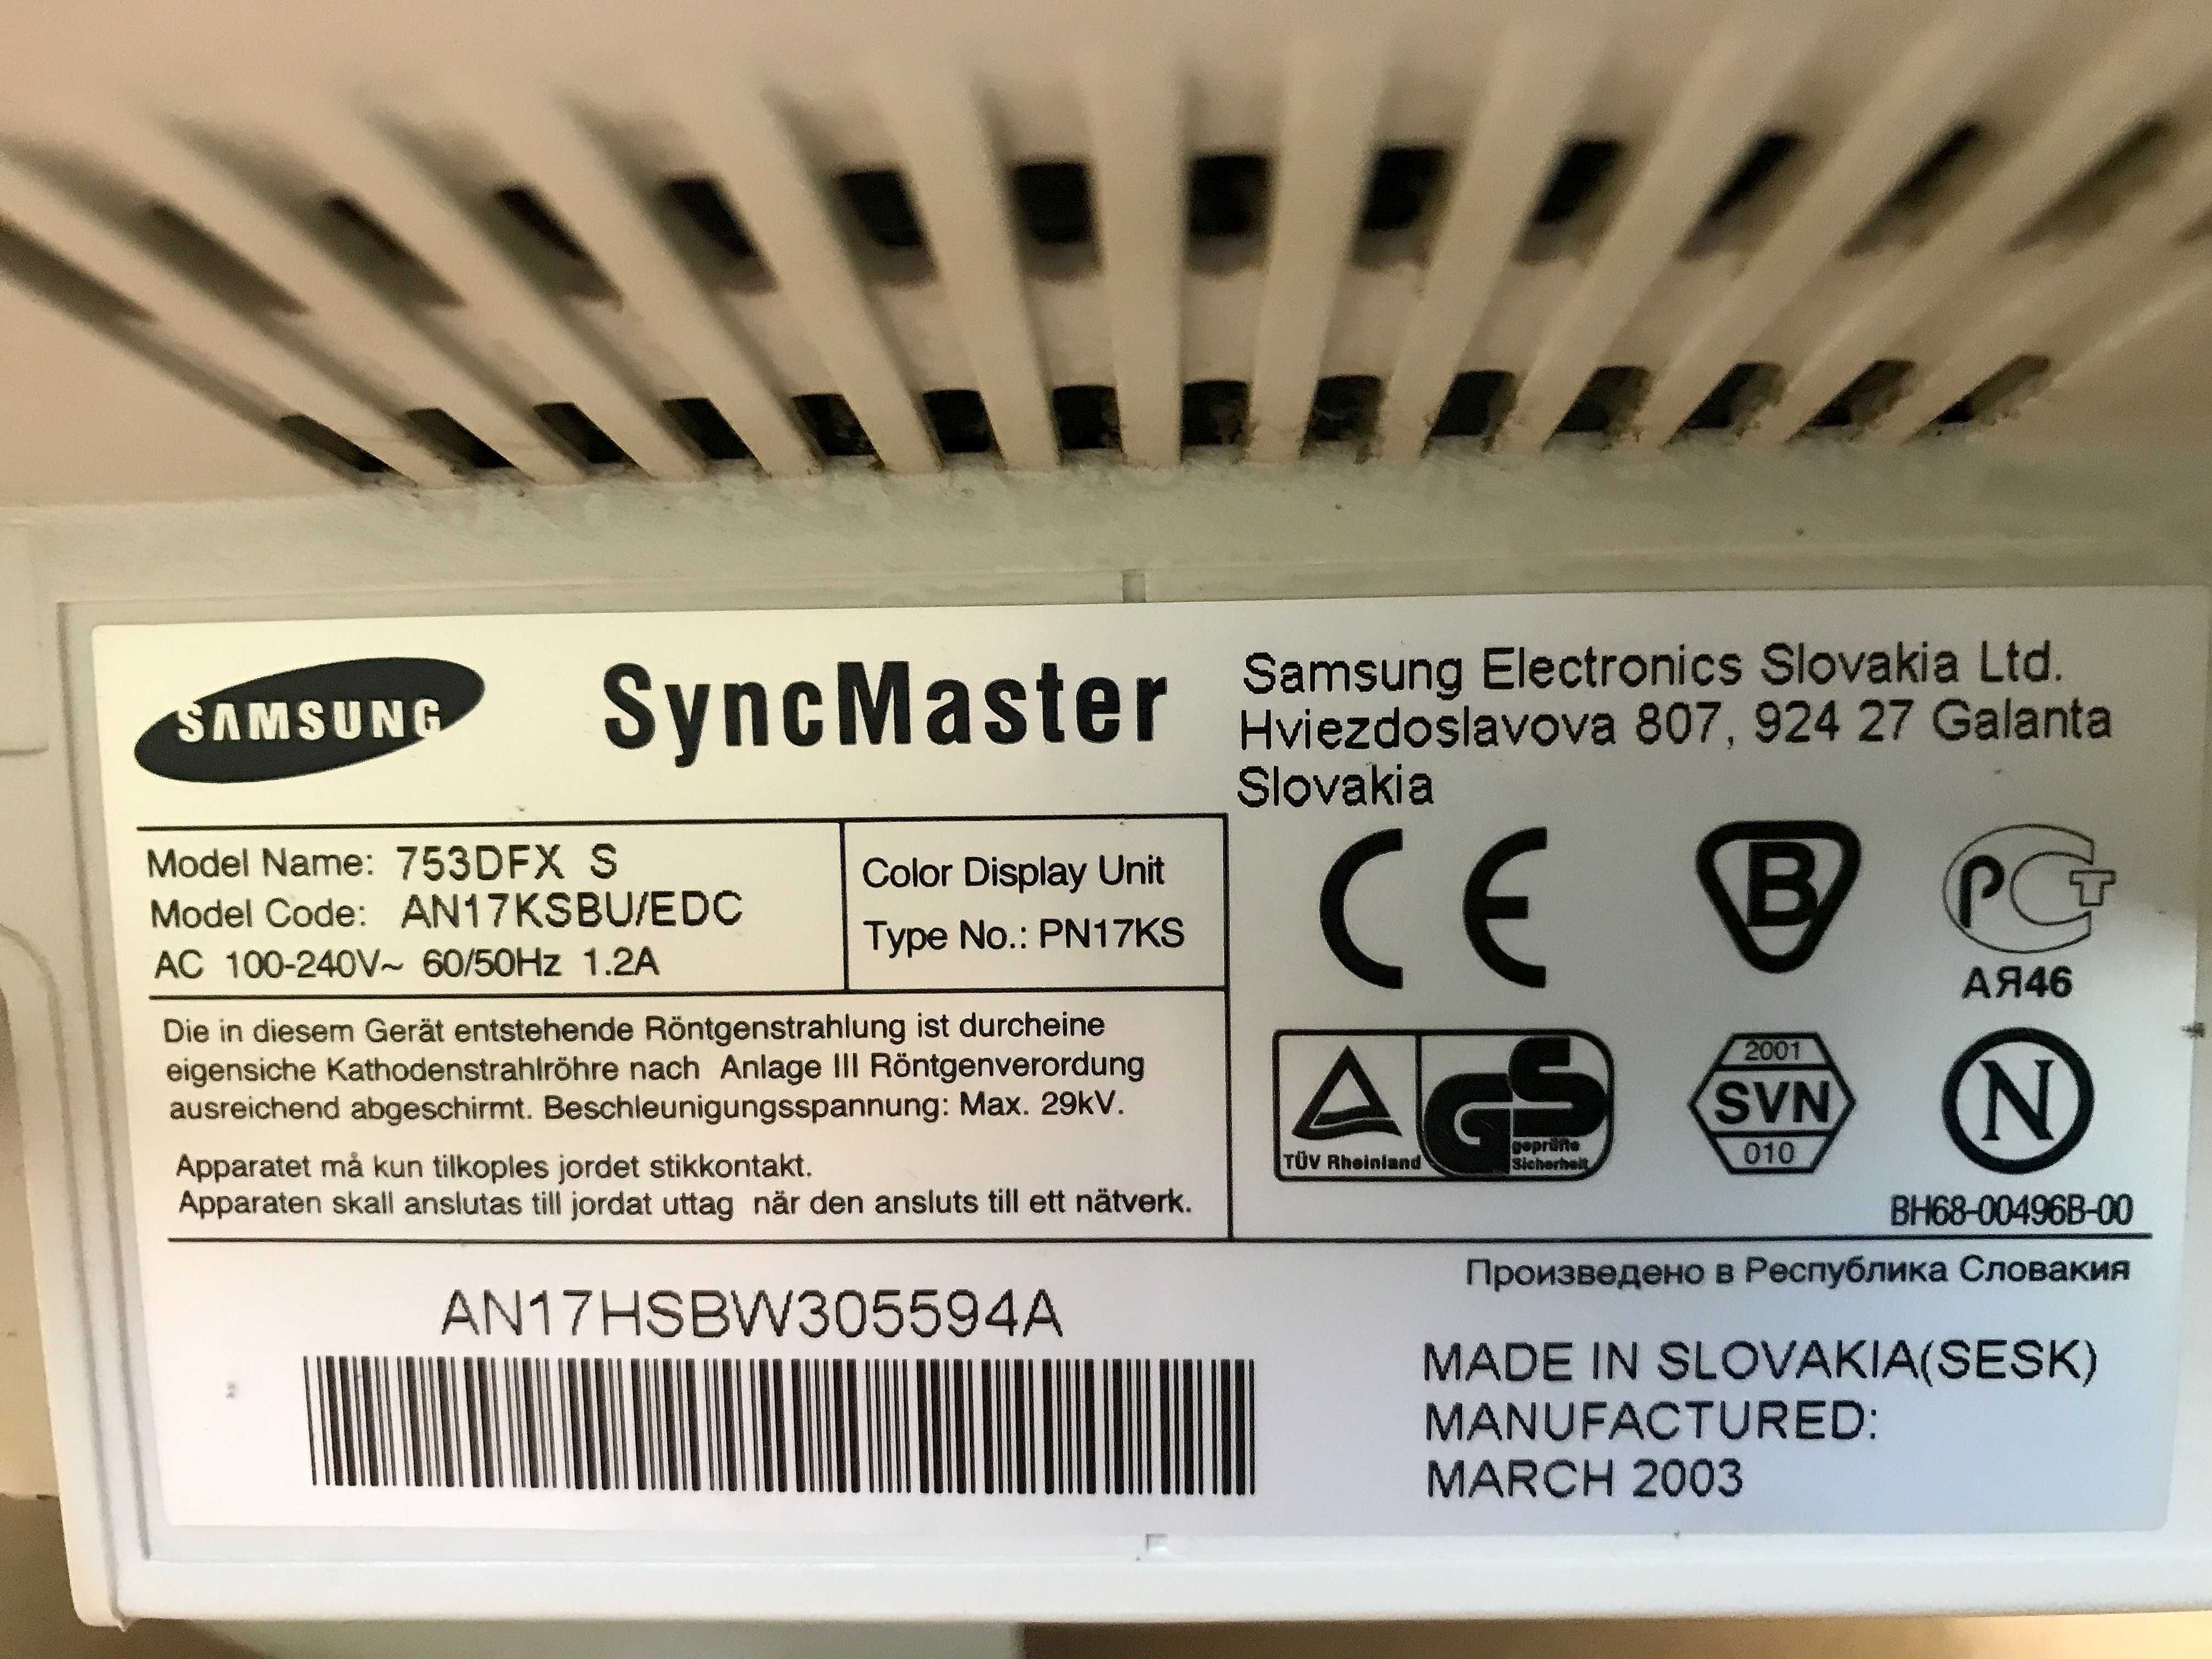 SAMSUNG SyncMaster
Samsung Electronics Slovakia Ltd.
Hviezdoslavova 807, 924 27 Galanta
Slovakia
Model Name: 753DFX S
Model Code: AN17KSBU/EDC
AC 100-240V~ 60/50Hz 1.2A
Color Display Unit
Type No.: PN17KS
Die in diesem Gerät entstehende Röntgenstrahlung ist durcheine
eigensiche Kathodenstrahlröhre nach Anlage III Röntgenverordung
ausreichend abgeschirmt. Beschleunigungsspannung: Max. 29kV.
Apparatet må kun tilkoples jordet stikkontakt.
Apparaten skall anslutas till jordat uttag när den ansluts till ett nätverk.
CE
B
РСТ
АЯ46
TÜV Rheinland
GS
geprüfte
Sicherheit
2001
SVN
010
N
BH68-00496B-00
AN17HSBW305594A
Произведено в Республика Словакия
MADE IN SLOVAKIA(SESK)
MANUFACTURED:
MARCH 2003